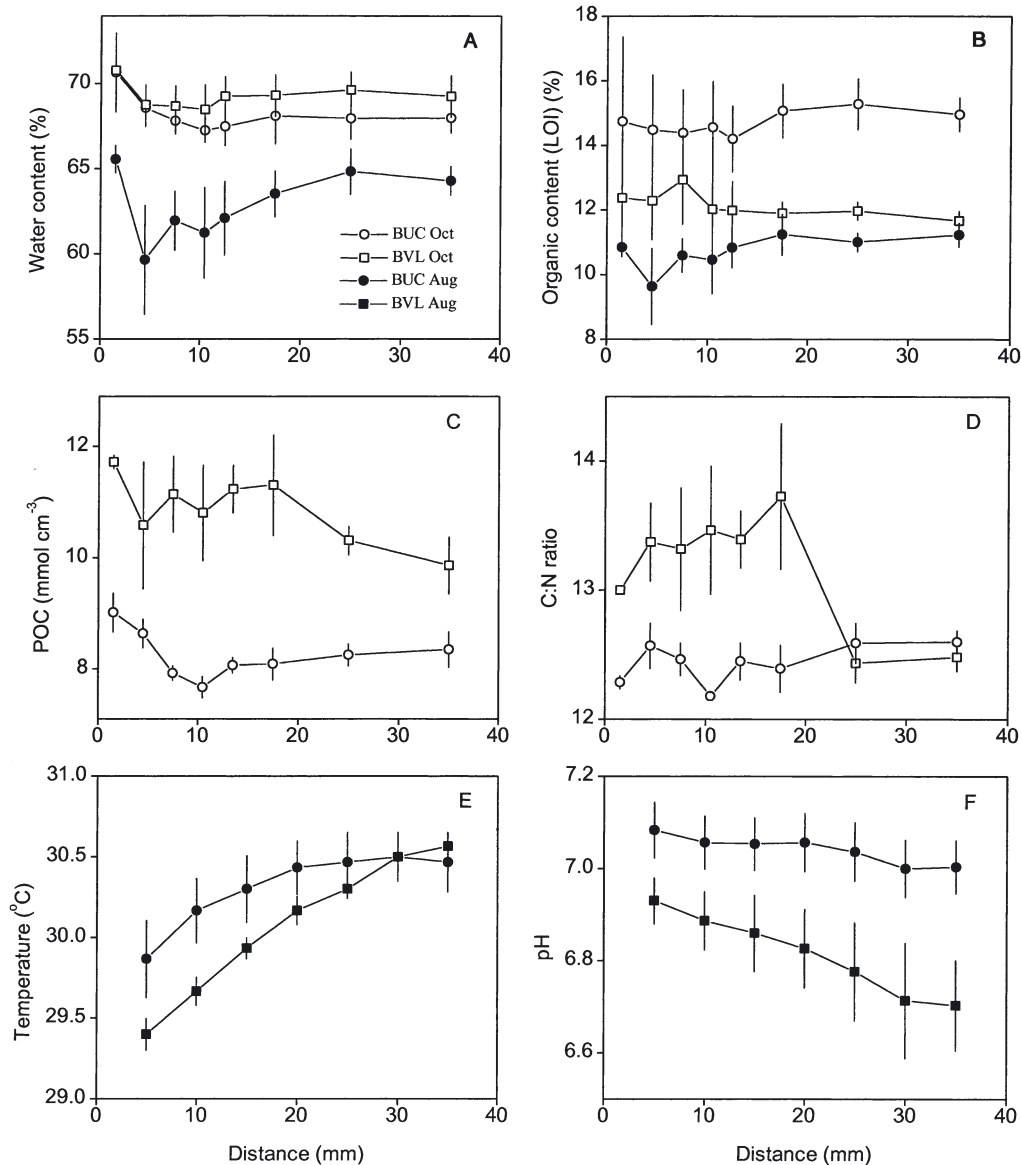 A
70
65
60
55
Water content (%)
BUC Oct
BVL Oct
BUC Aug
BVL Aug
0 10 20 30 40
B
18
16
14
12
10
8
Organic content (LOI) (%)
0 10 20 30 40
C
12
10
8
POC (mmol cm⁻³)
0 10 20 30 40
D
14
13
12
C:N ratio
0 10 20 30 40
E
31.0
30.5
30.0
29.5
29.0
Temperature (°C)
0 10 20 30 40
Distance (mm)
F
7.2
7.0
6.8
6.6
pH
0 10 20 30 40
Distance (mm)